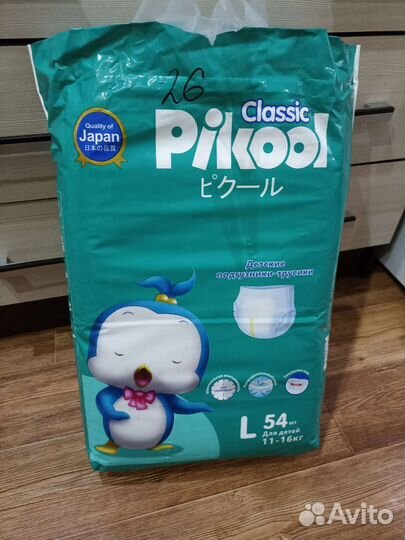 26
Classic
Pikool
ピクール
Quality of
Japan
日本の品質
Детские
подгузники-трусики
L 54 шт
Для детей
11-16кг
Avito